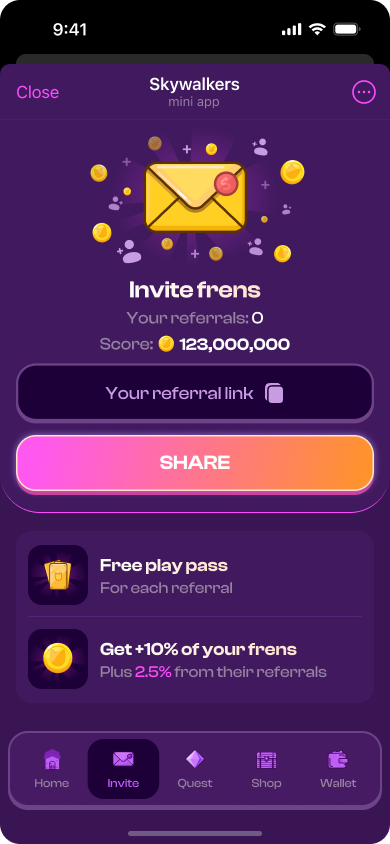 9:41
Close
Skywalkers
mini app
Invite frens
Your referrals: 0
Score: 123,000,000
Your referral link
SHARE
Free play pass
For each referral
Get +10% of your frens
Plus 2.5% from their referrals
Home
Invite
Quest
Shop
Wallet